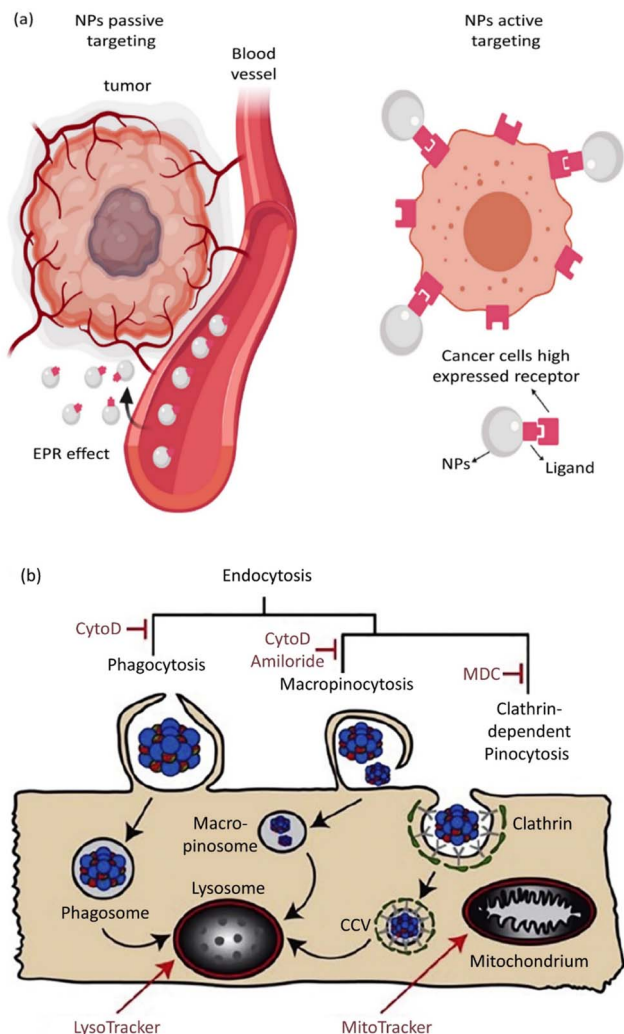 (a)
NPs passive
targeting
tumor
Blood
vessel
EPR effect
NPs active
targeting
Cancer cells high
expressed receptor
NPs
Ligand
(b)
Endocytosis
CytoD
Phagocytosis
CytoD
Amiloride
Macropinocytosis
MDC
Clathrin-
dependent
Pinocytosis
Macro-
pinosome
Clathrin
Phagosome
Lysosome
CCV
Mitochondrium
LysoTracker
MitoTracker